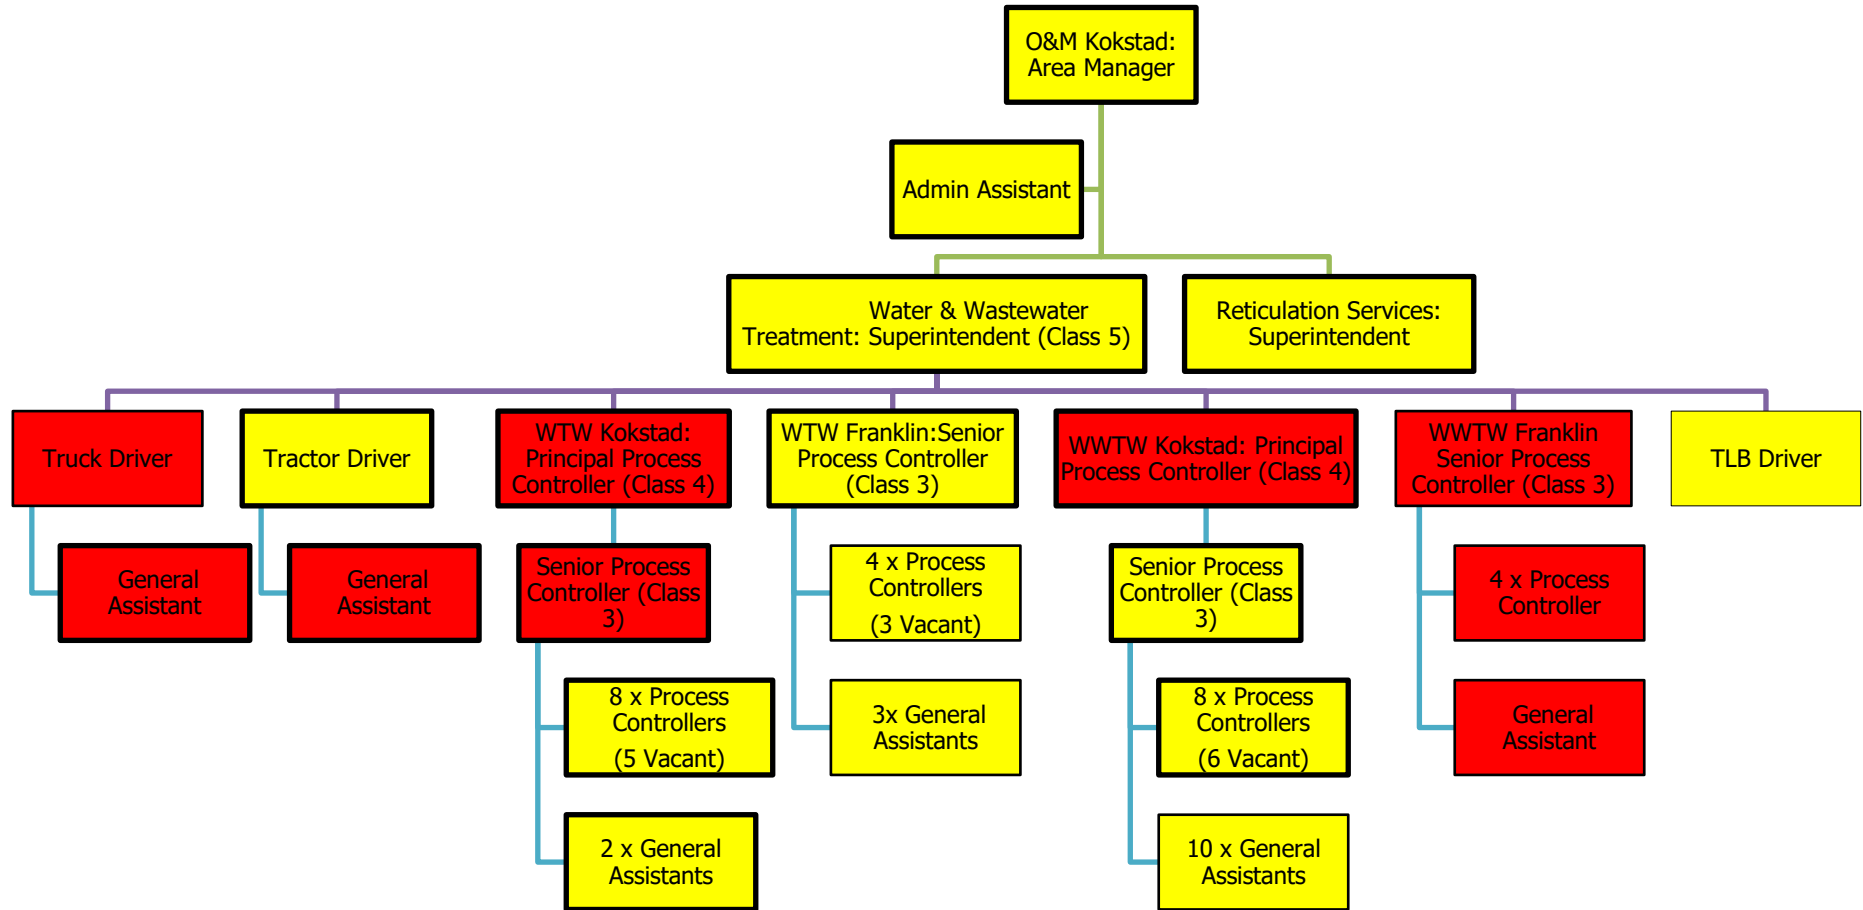 O&M Kokstad:
Area Manager
Admin Assistant
Water & Wastewater
Treatment: Superintendent (Class 5)
Reticulation Services:
Superintendent
Truck Driver
Tractor Driver
WTW Kokstad:
Principal Process
Controller (Class 4)
WTW Franklin:Senior
Process Controller
(Class 3)
WWTW Kokstad: Principal
Process Controller (Class 4)
WWTW Franklin
Senior Process
Controller (Class 3)
TLB Driver
General
Assistant
General
Assistant
Senior Process
Controller (Class
3)
4 x Process
Controllers
(3 Vacant)
Senior Process
Controller (Class
3)
4 x Process
Controller
8 x Process
Controllers
(5 Vacant)
3x General
Assistants
8 x Process
Controllers
(6 Vacant)
General
Assistant
2 x General
Assistants
10 x General
Assistants